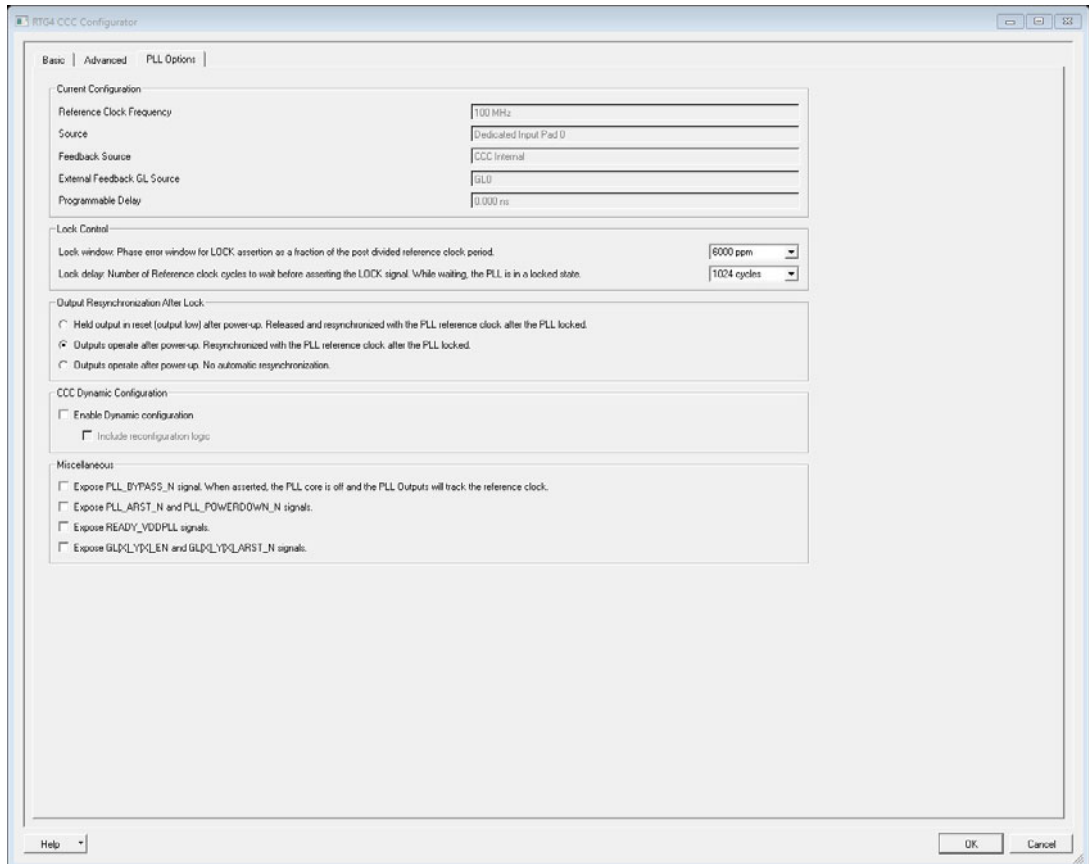 RTG4 CCC Configurator
Basic Advanced PLL Options
Current Configuration
Reference Clock Frequency 100 MHz
Source Dedicated Input Pad 0
Feedback Source CCC Internal
External Feedback GL Source GL0
Programmable Delay 0.000 ns
Lock Control
Lock window: Phase error window for LOCK assertion as a fraction of the post divided reference clock period. 6000 ppm
Lock delay: Number of Reference clock cycles to wait before asserting the LOCK signal. While waiting, the PLL is in a locked state. 1024 cycles
Output Resynchronization After Lock
Held output in reset (output low) after power-up. Released and resynchronized with the PLL reference clock after the PLL locked.
Outputs operate after power-up. Resynchronized with the PLL reference clock after the PLL locked.
Outputs operate after power-up. No automatic resynchronization.
CCC Dynamic Configuration
Enable Dynamic configuration
Include reconfiguration logic
Miscellaneous
Expose PLL_BYPASS_N signal. When asserted, the PLL core is off and the PLL Outputs will track the reference clock.
Expose PLL_ARST_N and PLL_POWERDOWN_N signals.
Expose READY_VDDPLL signals.
Expose GL[X]_Y[X]_EN and GL[X]_Y[X]_ARST_N signals.
Help OK Cancel